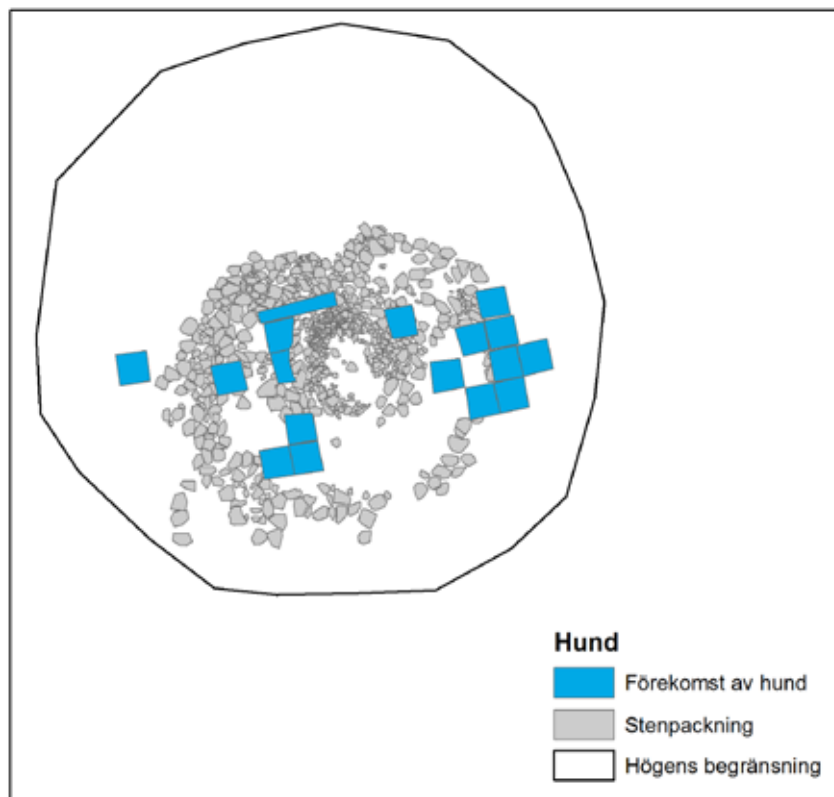 Hund
Förekomst av hund
Stenpackning
Högens begränsning